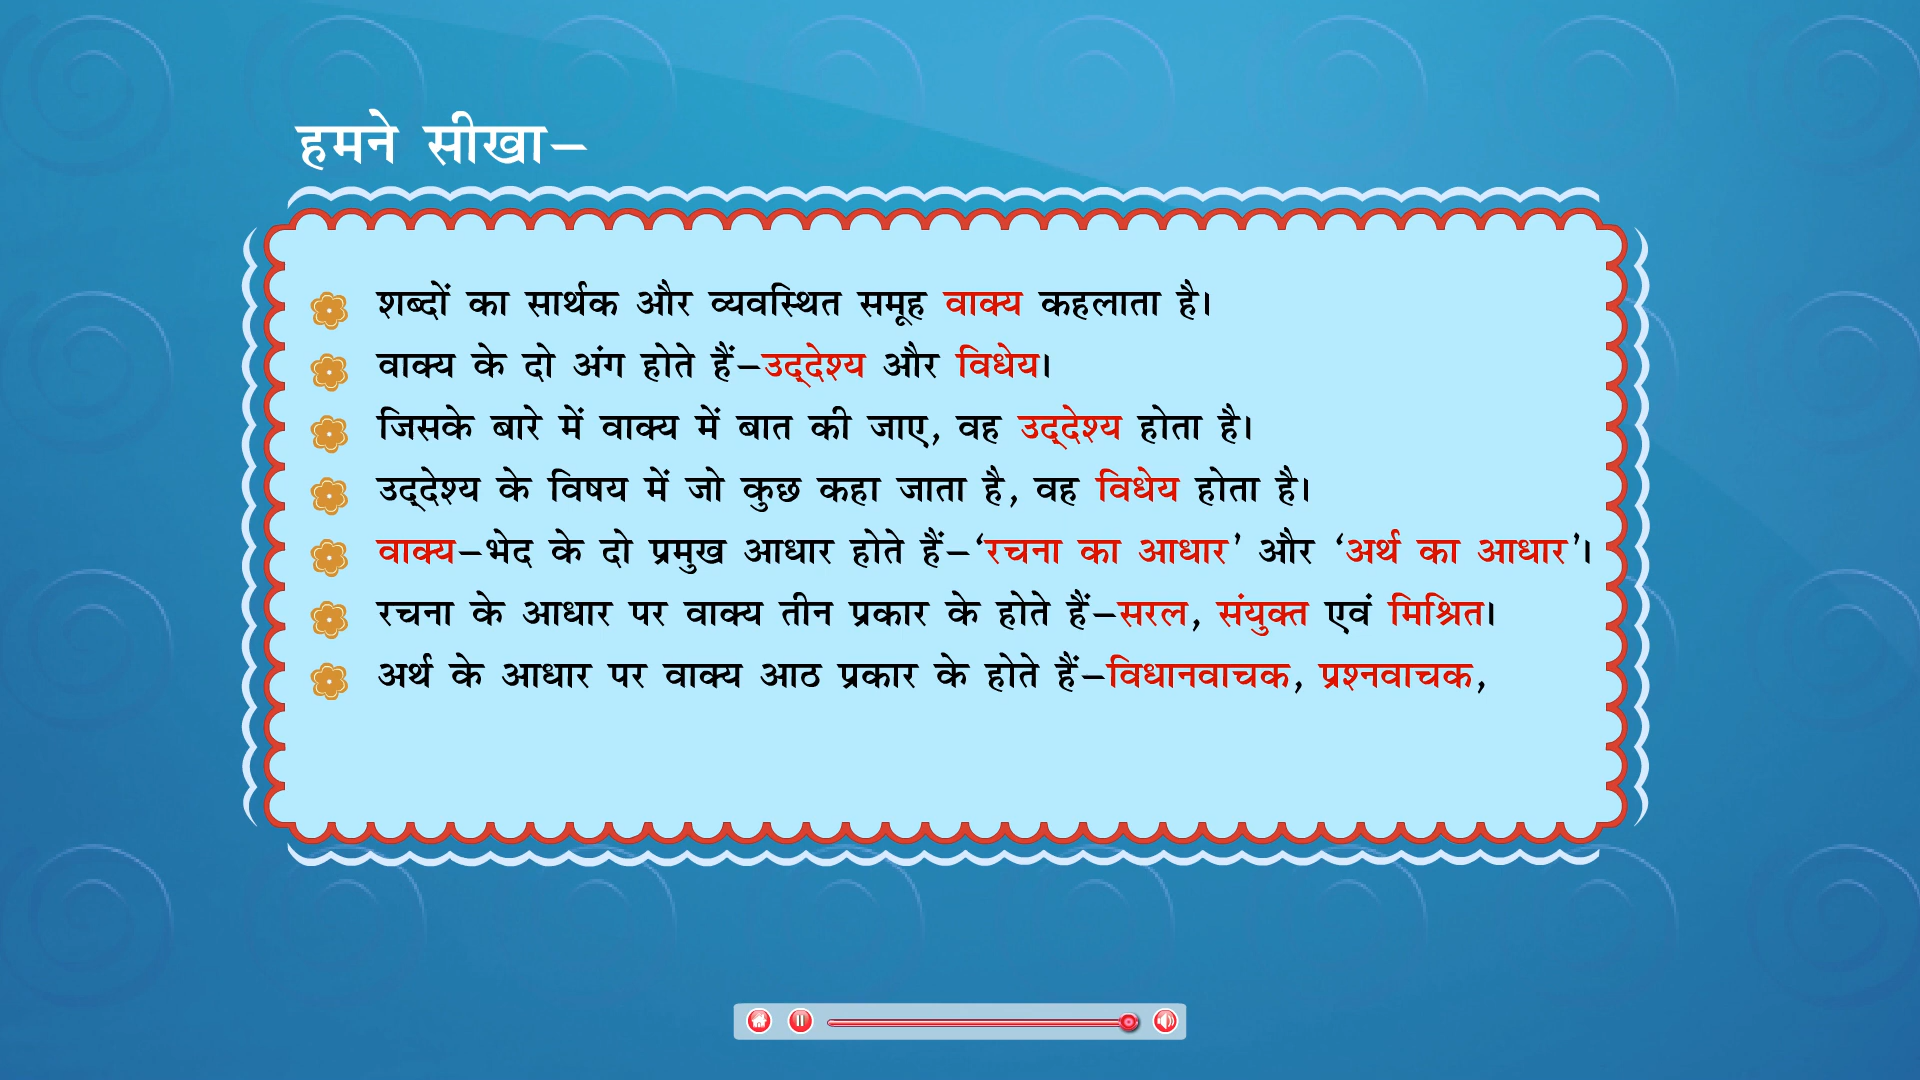 हमने सीखा–
शब्दों का सार्थक और व्यवस्थित समूह वाक्य कहलाता है।
वाक्य के दो अंग होते हैं–उद्‌देश्य और विधेय।
जिसके बारे में वाक्य में बात की जाए, वह उद्‌देश्य होता है।
उद्‌देश्य के विषय में जो कुछ कहा जाता है, वह विधेय होता है।
वाक्य–भेद के दो प्रमुख आधार होते हैं–‘रचना का आधार’ और ‘अर्थ का आधार’।
रचना के आधार पर वाक्य तीन प्रकार के होते हैं–सरल, संयुक्त एवं मिश्रित।
अर्थ के आधार पर वाक्य आठ प्रकार के होते हैं–विधानवाचक, प्रश्नवाचक,